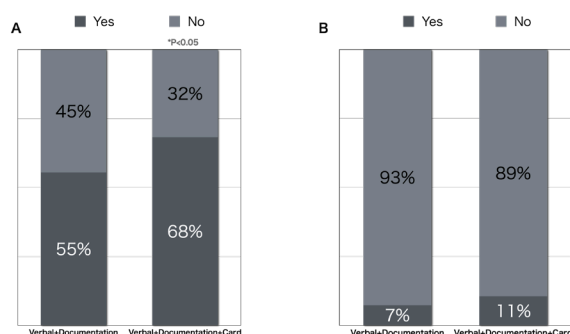 A
Yes No
*P<0.05
45%
32%
55%
68%
Verbal+Documentation Verbal+Documentation+Card
B
Yes No
93%
89%
7%
11%
Verbal+Documentation Verbal+Documentation+Card